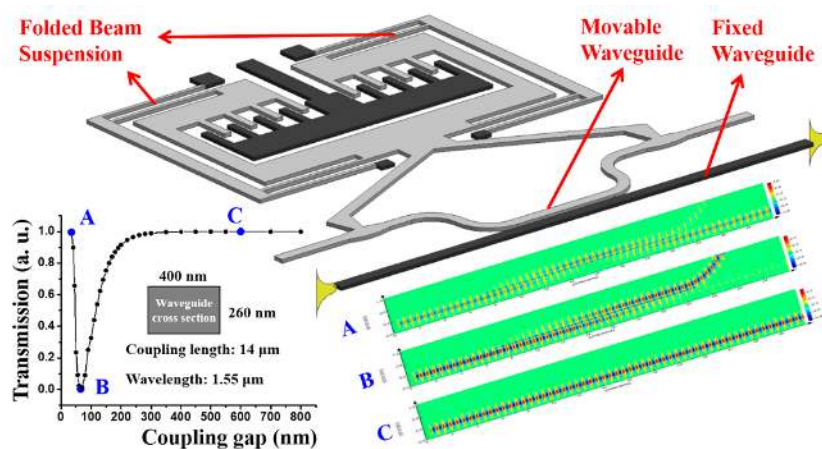 Folded Beam
Suspension
Movable
Waveguide
Fixed
Waveguide
A
C
B
Transmission (a. u.)
1.0
0.8
0.6
0.4
0.2
0.0
400 nm
Waveguide
cross section
260 nm
Coupling length: 14 μm
Wavelength: 1.55 μm
0 100 200 300 400 500 600 700 800
Coupling gap (nm)
A
B
C